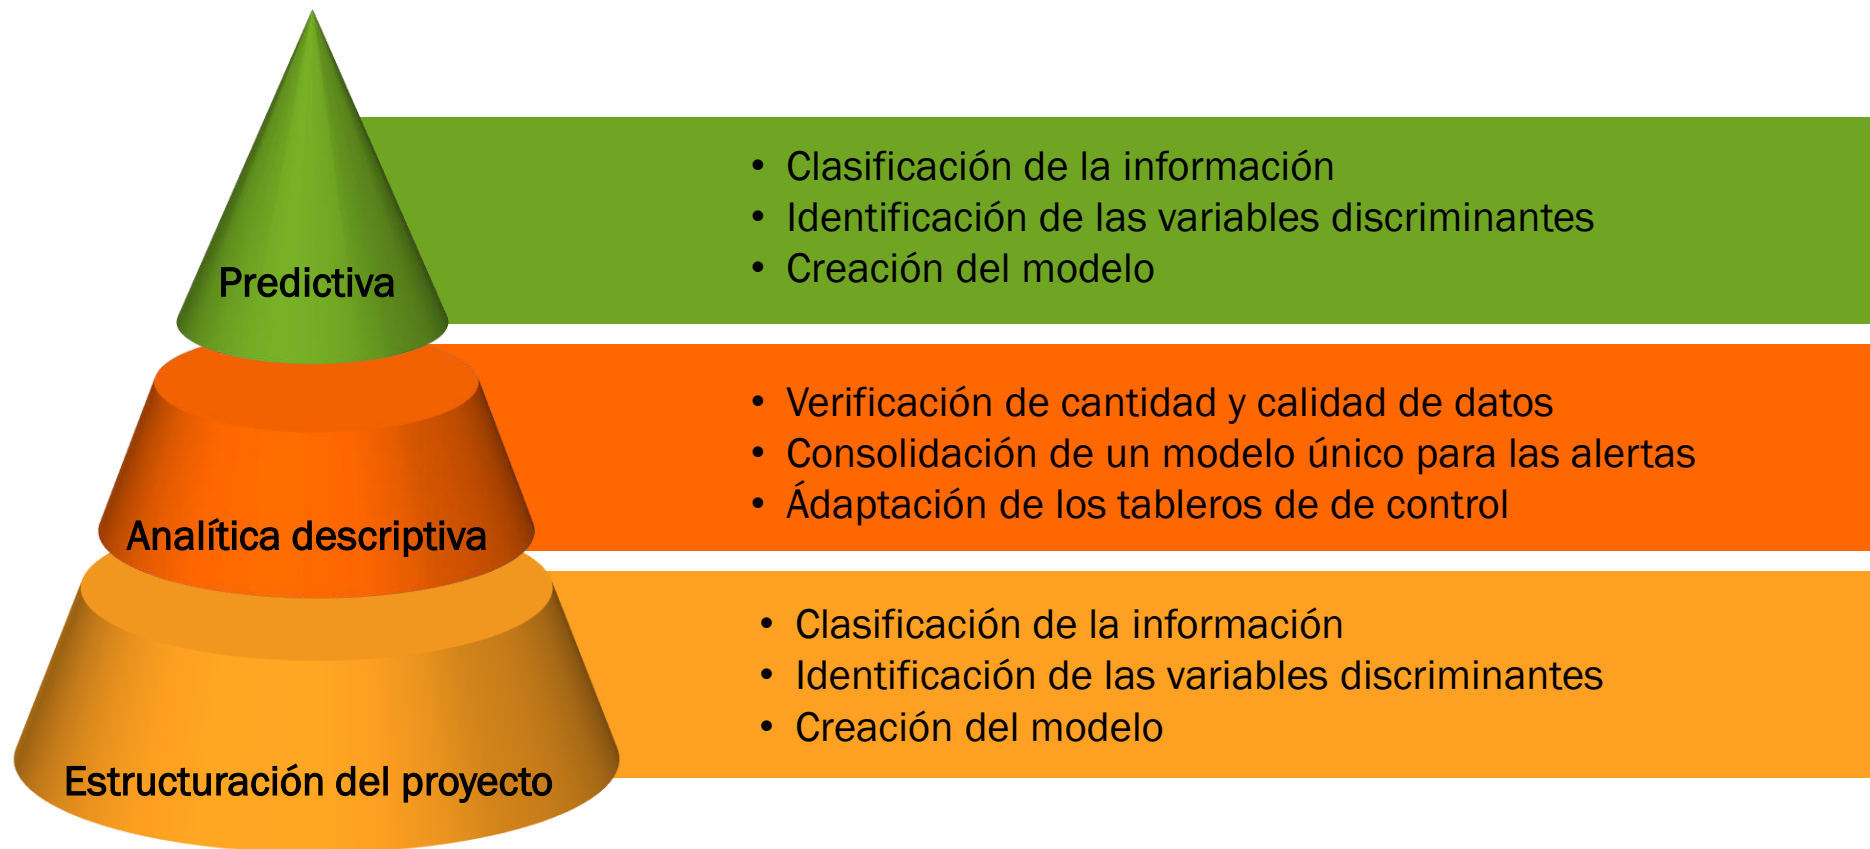 Predictiva
• Clasificación de la información
• Identificación de las variables discriminantes
• Creación del modelo
Analítica descriptiva
• Verificación de cantidad y calidad de datos
• Consolidación de un modelo único para las alertas
• Ádaptación de los tableros de de control
Estructuración del proyecto
• Clasificación de la información
• Identificación de las variables discriminantes
• Creación del modelo